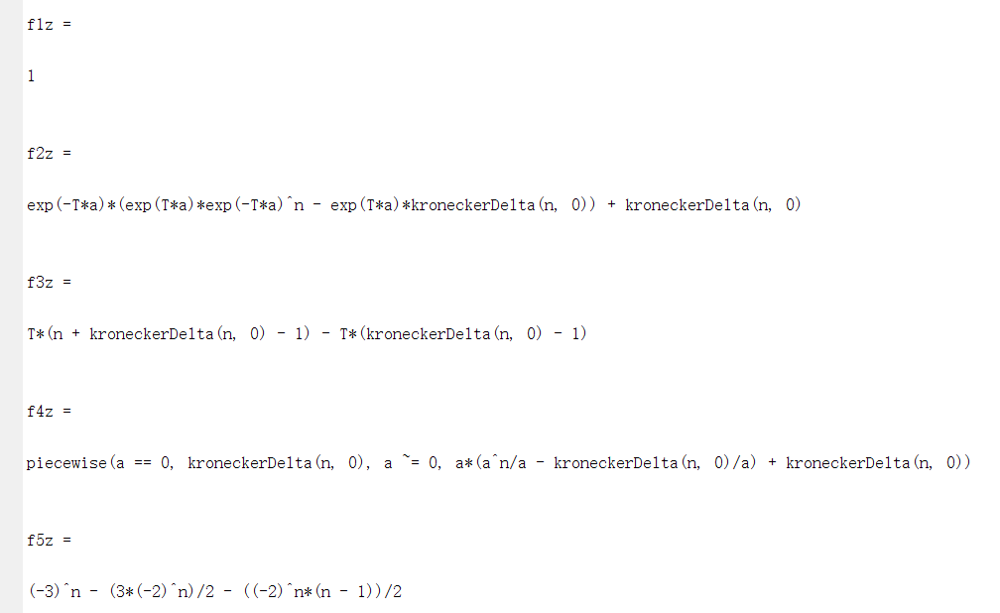 f1z =
1
f2z =
exp(-T*a)*(exp(T*a)*exp(-T*a)^n - exp(T*a)*kroneckerDelta(n, 0)) + kroneckerDelta(n, 0)
f3z =
T*(n + kroneckerDelta(n, 0) - 1) - T*(kroneckerDelta(n, 0) - 1)
f4z =
piecewise(a == 0, kroneckerDelta(n, 0), a ~= 0, a*(a^n/a - kroneckerDelta(n, 0)/a) + kroneckerDelta(n, 0))
f5z =
(-3)^n - (3*(-2)^n)/2 - ((-2)^n*(n - 1))/2